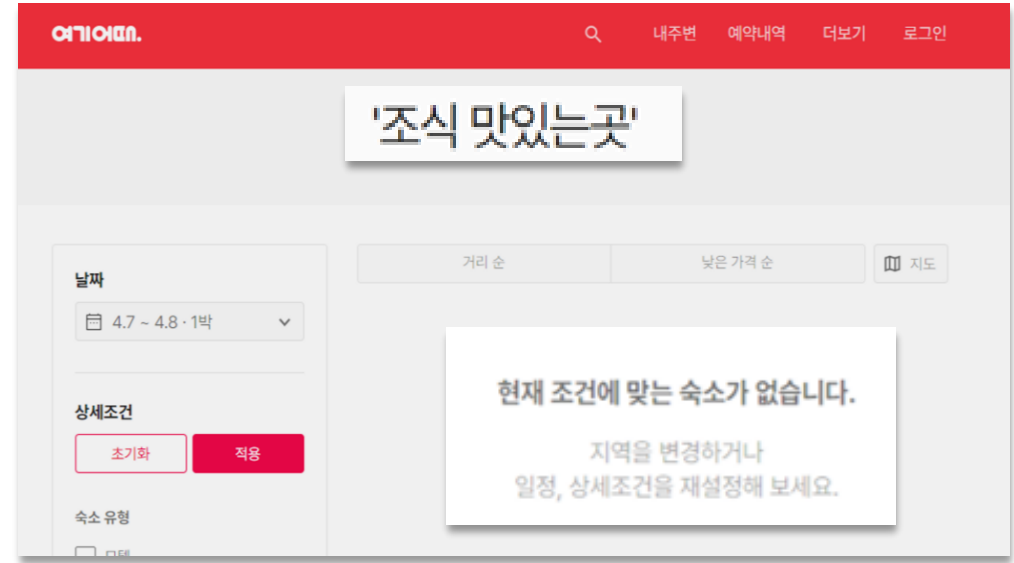 여기어때.
내주변 예약내역 더보기 로그인
'조식 맛있는곳'
날짜
4.7 ~ 4.8 · 1박
상세조건
초기화 적용
숙소 유형
거리 순 낮은 가격 순 지도
현재 조건에 맞는 숙소가 없습니다.
지역을 변경하거나
일정, 상세조건을 재설정해 보세요.